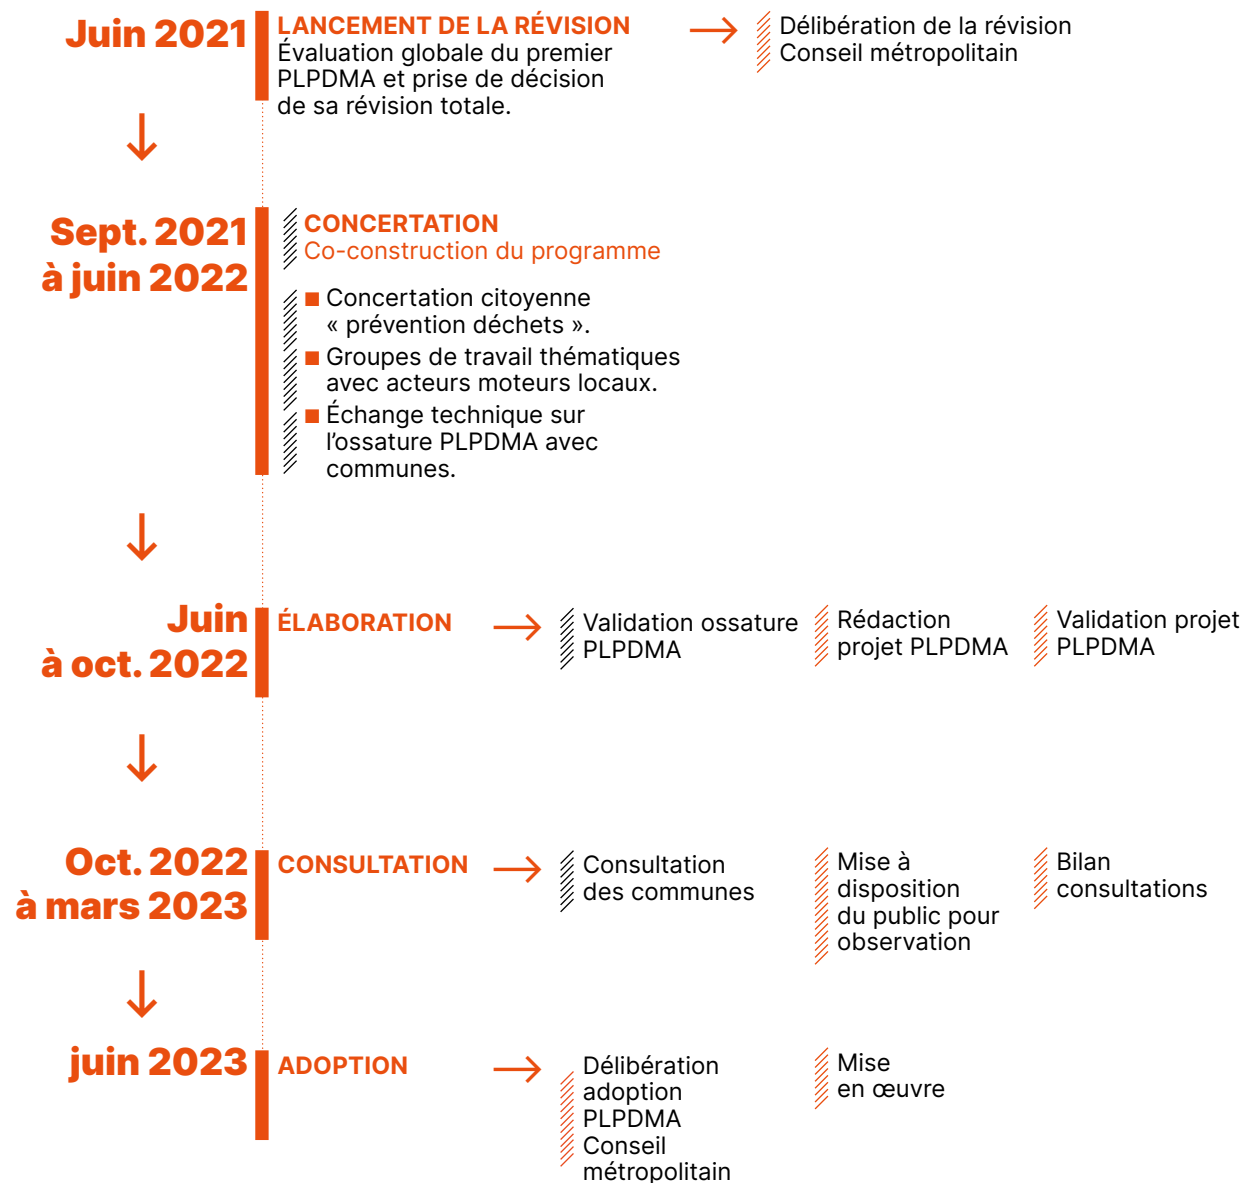 Juin 2021
LANCEMENT DE LA RÉVISION
Évaluation globale du premier
PLPDMA et prise de décision
de sa révision totale.
Délibération de la révision
Conseil métropolitain
Sept. 2021
à juin 2022
CONCERTATION
Co-construction du programme
Concertation citoyenne
« prévention déchets ».
Groupes de travail thématiques
avec acteurs moteurs locaux.
Échange technique sur
l’ossature PLPDMA avec
communes.
Juin
à oct. 2022
ÉLABORATION
Validation ossature
PLPDMA
Rédaction
projet PLPDMA
Validation projet
PLPDMA
Oct. 2022
à mars 2023
CONSULTATION
Consultation
des communes
Mise à
disposition
du public pour
observation
Bilan
consultations
juin 2023
ADOPTION
Délibération
adoption
PLPDMA
Conseil
métropolitain
Mise
en œuvre